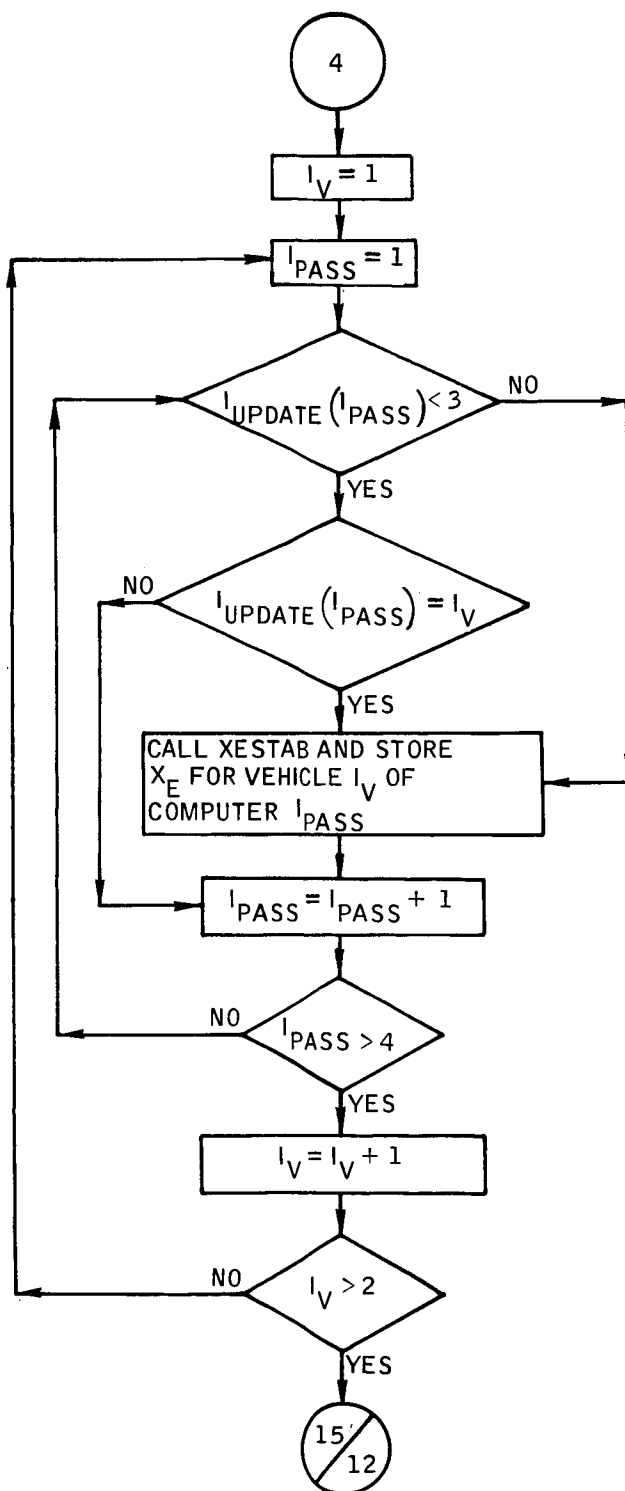 4
I_V = 1
I_PASS = 1
I_UPDATE (I_PASS) < 3
NO
YES
NO
I_UPDATE (I_PASS) = I_V
YES
CALL XESTAB AND STORE
X_E FOR VEHICLE I_V OF
COMPUTER I_PASS
I_PASS = I_PASS + 1
NO
I_PASS > 4
YES
I_V = I_V + 1
NO
I_V > 2
YES
15
12